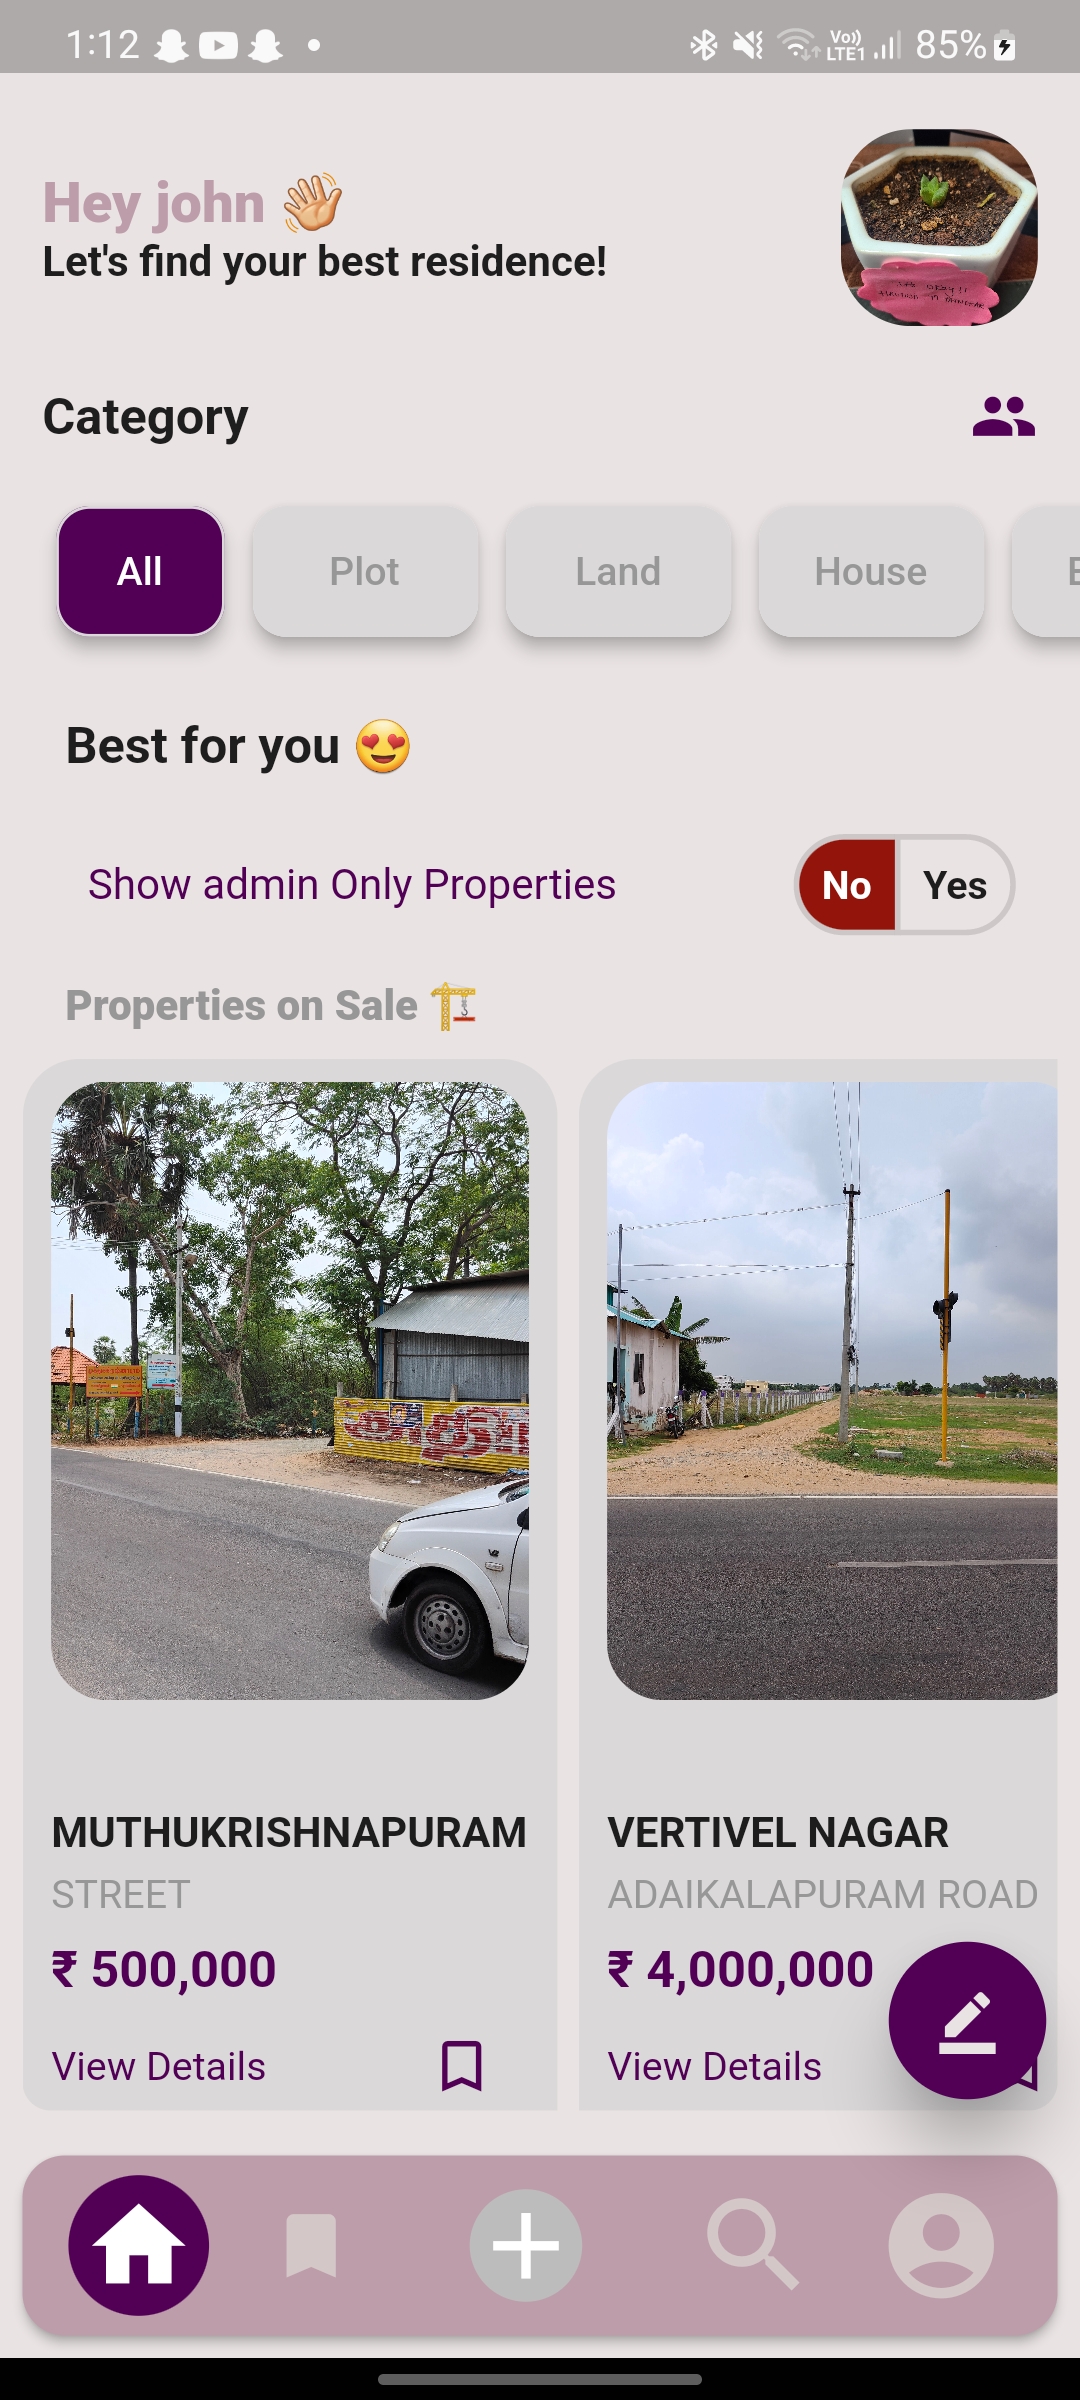 1:12
Vo)) LTE1 85%
Hey john 👋
Let's find your best residence!
Category
All
Plot
Land
House
Best for you 😍
Show admin Only Properties
No
Yes
Properties on Sale 🏗️
MUTHUKRISHNAPURAM
STREET
₹ 500,000
View Details
VERTIVEL NAGAR
ADAIKALAPURAM ROAD
₹ 4,000,000
View Details